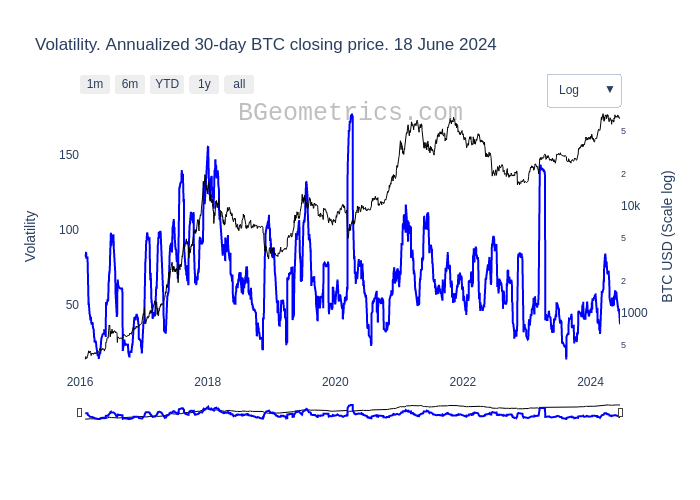 Volatility. Annualized 30-day BTC closing price. 18 June 2024
1m 6m YTD 1y all
Log ▼
BGeometrics.com
Volatility
150
100
50
5
2
10k
5
2
1000
5
BTC USD (Scale log)
2016 2018 2020 2022 2024